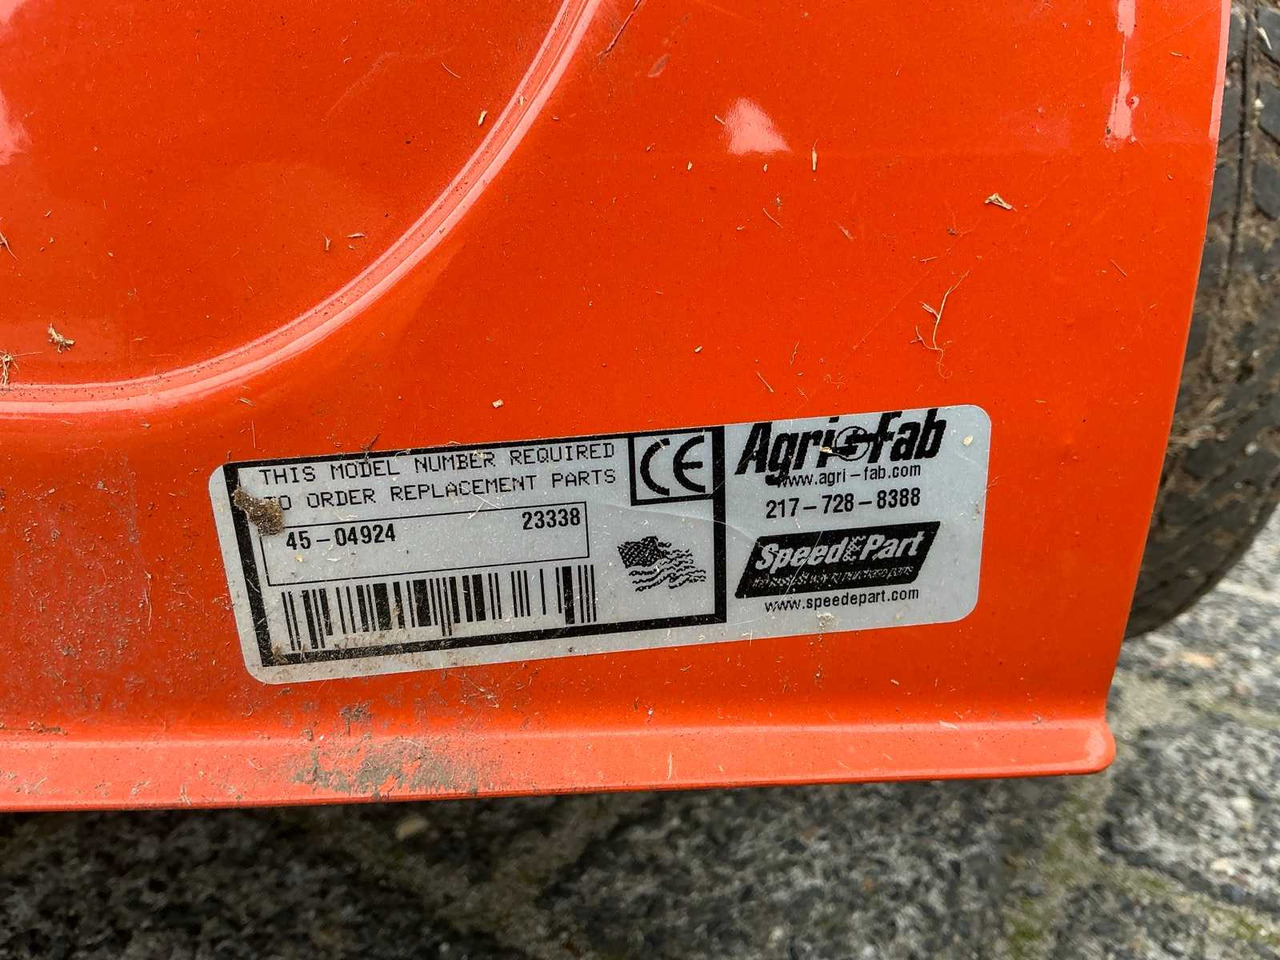 THIS MODEL NUMBER REQUIRED
TO ORDER REPLACEMENT PARTS
45-04924 23338
CE
Agri-Fab
www.agri-fab.com
217-728-8388
SpeedEPart
www.speedepart.com